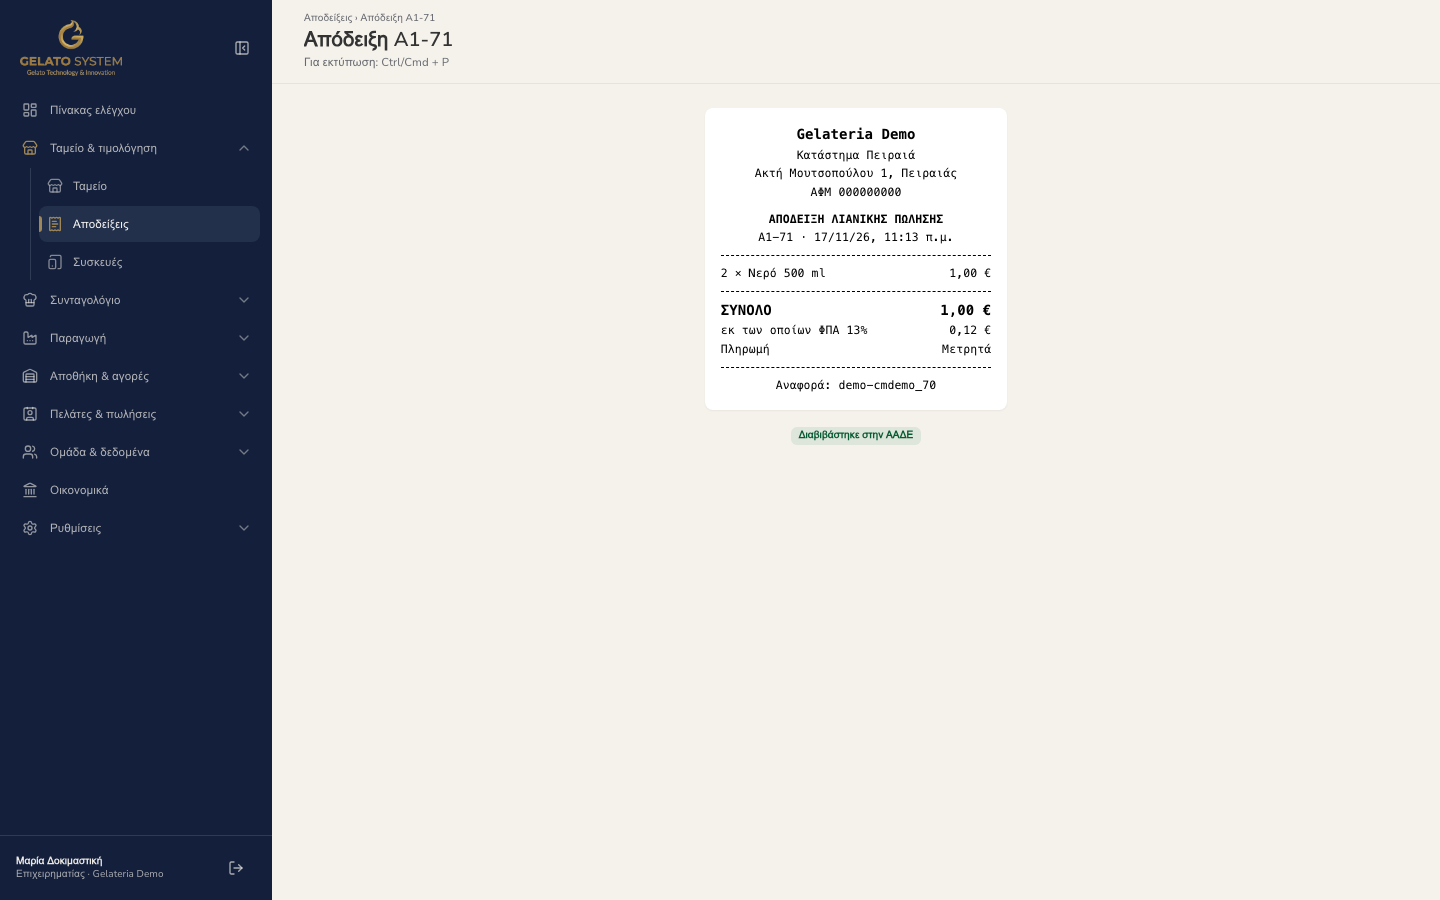 GELATO SYSTEM
Gelato Technology & Innovation
Πίνακας ελέγχου
Ταμείο & τιμολόγηση
Ταμείο
Αποδείξεις
Συσκευές
Συνταγολόγιο
Παραγωγή
Αποθήκη & αγορές
Πελάτες & πωλήσεις
Ομάδα & δεδομένα
Οικονομικά
Ρυθμίσεις
Μαρία Δοκιμαστική
Επιχειρηματίας · Gelateria Demo
Αποδείξεις › Απόδειξη A1-71
Απόδειξη A1-71
Για εκτύπωση: Ctrl/Cmd + P
Gelateria Demo
Κατάστημα Πειραιά
Ακτή Μουτσοπούλου 1, Πειραιάς
ΑΦΜ 000000000
ΑΠΟΔΕΙΞΗ ΛΙΑΝΙΚΗΣ ΠΩΛΗΣΗΣ
A1-71 · 17/11/26, 11:13 π.μ.
2 × Νερό 500 ml 1,00 €
ΣΥΝΟΛΟ 1,00 €
εκ των οποίων ΦΠΑ 13% 0,12 €
Πληρωμή Μετρητά
Αναφορά: demo-cmdemo_70
Διαβιβάστηκε στην ΑΑΔΕ